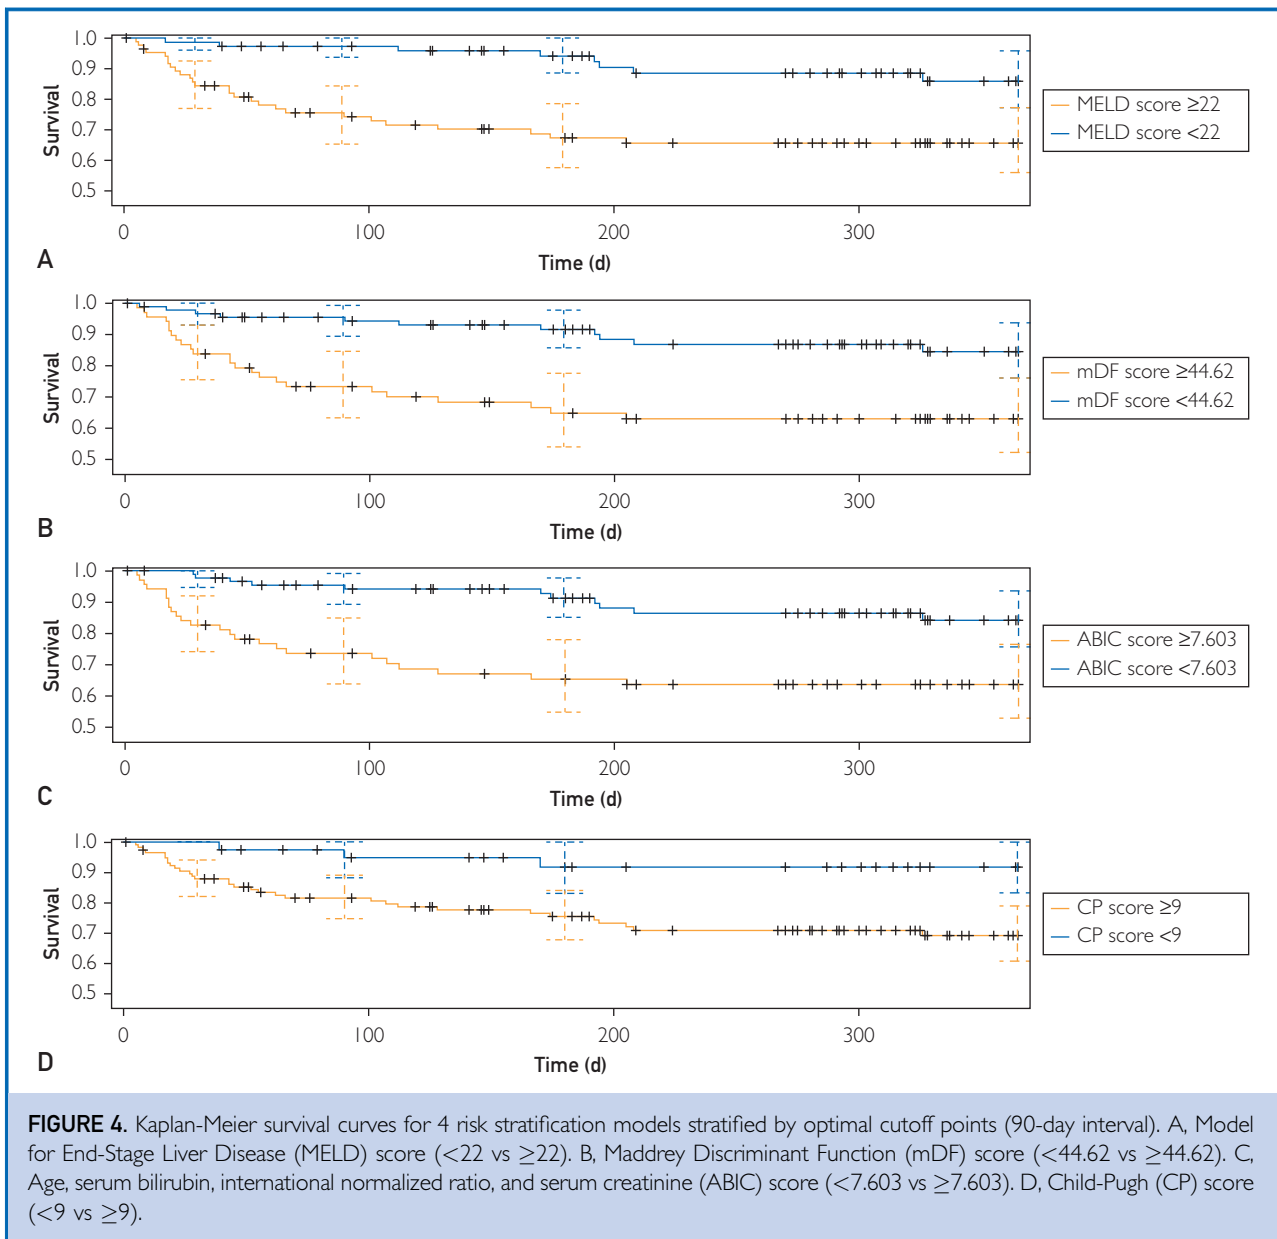 1.0
0.9
0.8
0.7
0.6
0.5
Survival
0
100
200
300
Time (d)
MELD score ≥22
MELD score <22
A
1.0
0.9
0.8
0.7
0.6
0.5
Survival
0
100
200
300
Time (d)
mDF score ≥44.62
mDF score <44.62
B
1.0
0.9
0.8
0.7
0.6
0.5
Survival
0
100
200
300
Time (d)
ABIC score ≥7.603
ABIC score <7.603
C
1.0
0.9
0.8
0.7
0.6
0.5
Survival
0
100
200
300
Time (d)
CP score ≥9
CP score <9
D
FIGURE 4. Kaplan-Meier survival curves for 4 risk stratification models stratified by optimal cutoff points (90-day interval). A, Model
for End-Stage Liver Disease (MELD) score (<22 vs ≥22). B, Maddrey Discriminant Function (mDF) score (<44.62 vs ≥44.62). C,
Age, serum bilirubin, international normalized ratio, and serum creatinine (ABIC) score (<7.603 vs ≥7.603). D, Child-Pugh (CP) score
(<9 vs ≥9).